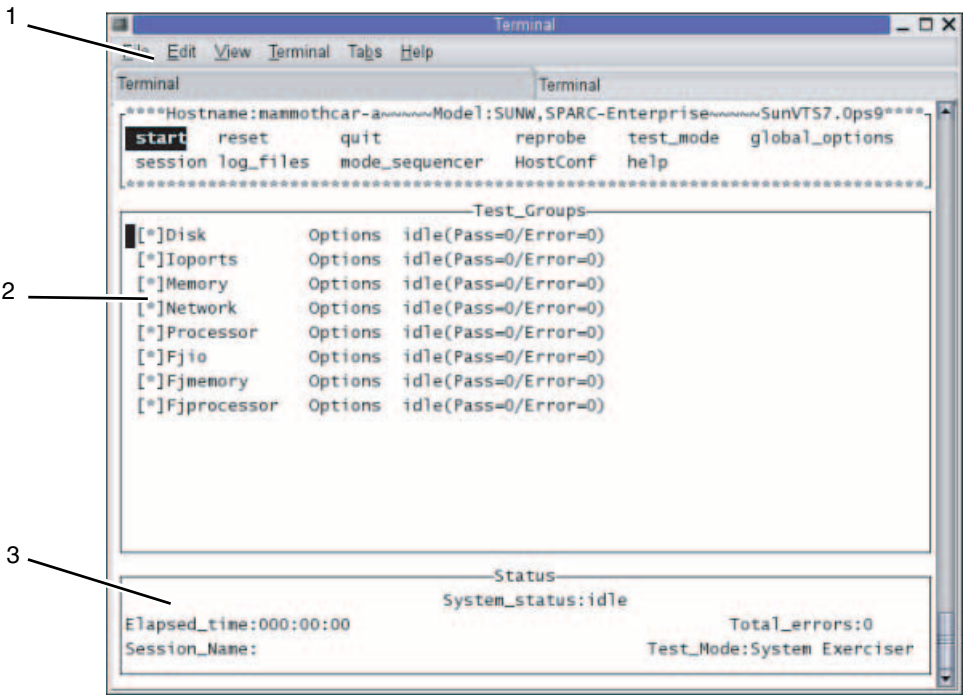 1
Terminal
File Edit View Terminal Tabs Help
Terminal Terminal
****Hostname:mammothcar-a~~~~~Model:SUNW,SPARC-Enterprise~~~~~SunVTS7.0ps9****
start reset quit reprobe test_mode global_options
session log_files mode_sequencer HostConf help
Test_Groups
[*]Disk Options idle(Pass=0/Error=0)
[*]Ioports Options idle(Pass=0/Error=0)
[*]Memory Options idle(Pass=0/Error=0)
2
[*]Network Options idle(Pass=0/Error=0)
[*]Processor Options idle(Pass=0/Error=0)
[*]Fjio Options idle(Pass=0/Error=0)
[*]Fjmemory Options idle(Pass=0/Error=0)
[*]Fjprocessor Options idle(Pass=0/Error=0)
3
Status
System_status:idle
Elapsed_time:000:00:00 Total_errors:0
Session_Name: Test_Mode:System Exerciser